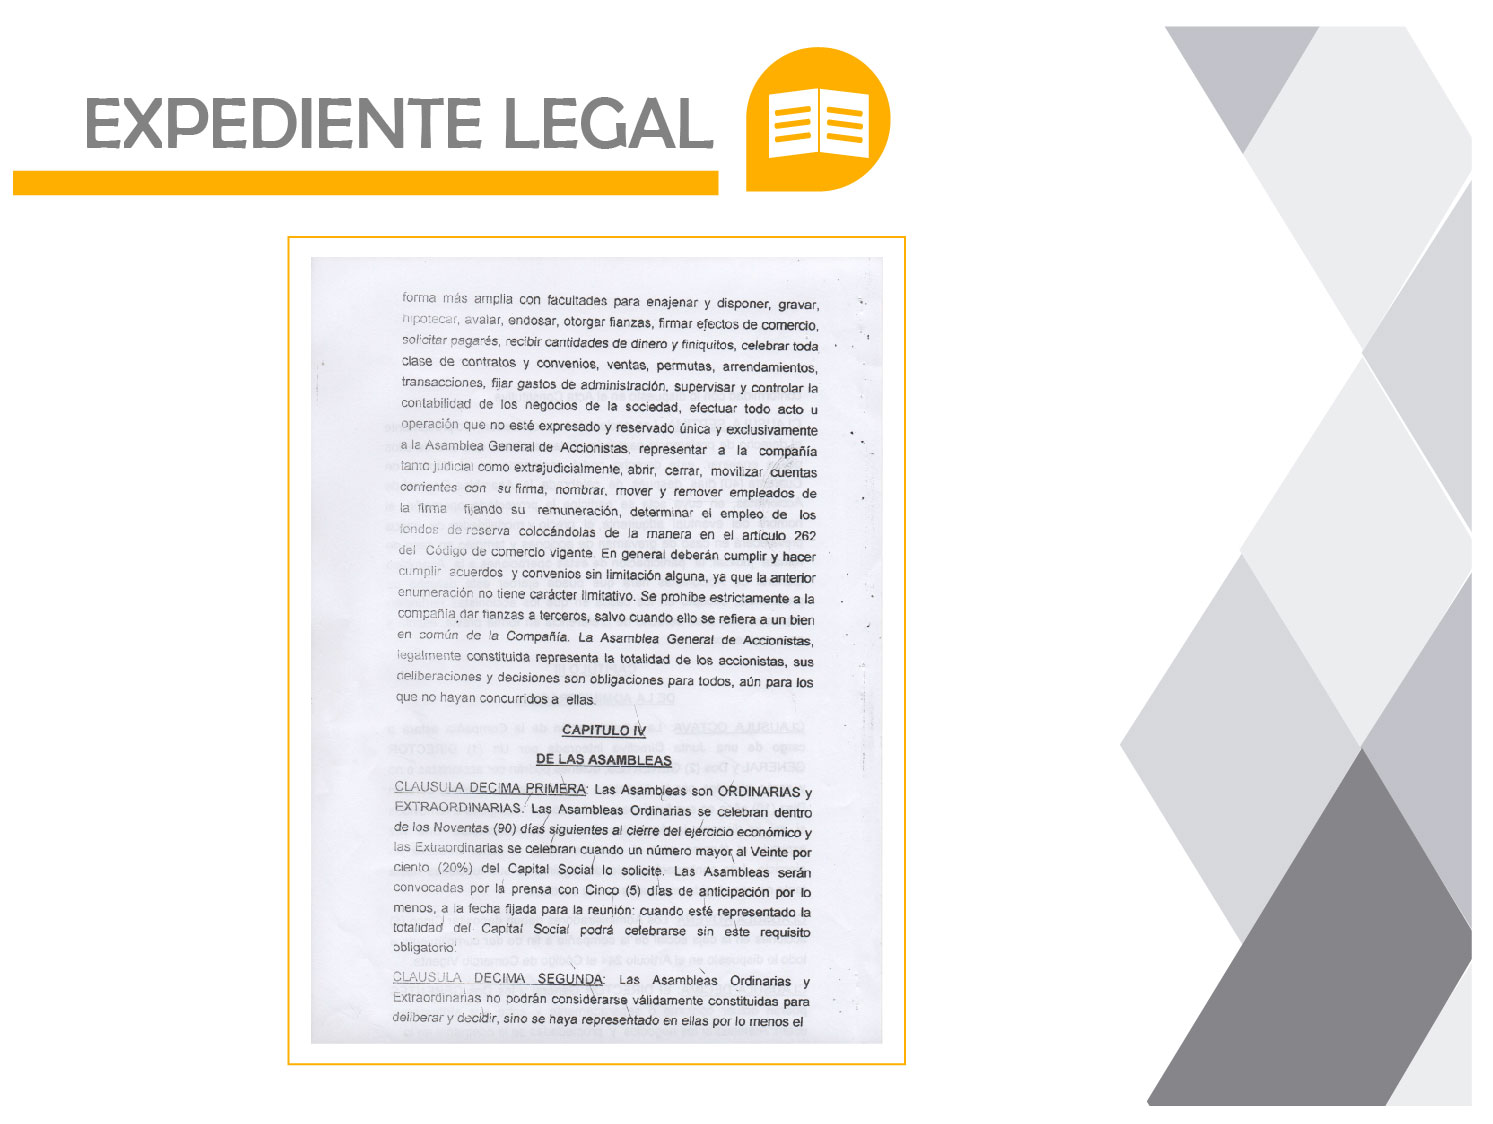 EXPEDIENTE LEGAL
forma más amplia con facultades para enajenar y disponer, gravar,
hipotecar, avalar, endosar, otorgar fianzas, firmar efectos de comercio,
solicitar pagarés, recibir cantidades de dinero y finiquitos, celebrar toda
clase de contratos y convenios, ventas, permutas, arrendamientos,
transacciones, fijar gastos de administración, supervisar y controlar la
contabilidad de los negocios de la sociedad, efectuar todo acto u
operación que no esté expresado y reservado única y exclusivamente
a la Asamblea General de Accionistas, representar a la compañía
tanto judicial como extrajudicialmente, abrir, cerrar, movilizar cuentas
corrientes con su firma, nombrar, mover y remover empleados de
la firma fijando su remuneración, determinar el empleo de los
fondos de reserva colocándolas de la manera en el artículo 262
del Código de comercio vigente. En general deberán cumplir y hacer
cumplir acuerdos y convenios sin limitación alguna, ya que la anterior
enumeración no tiene carácter limitativo. Se prohíbe estrictamente a la
compañía dar fianzas a terceros, salvo cuando ello se refiera a un bien
en común de la Compañía. La Asamblea General de Accionistas,
legalmente constituida representa la totalidad de los accionistas, sus
deliberaciones y decisiones son obligaciones para todos, aún para los
que no hayan concurridos a ellas.
CAPITULO IV
DE LAS ASAMBLEAS
CLAUSULA DECIMA PRIMERA: Las Asambleas son ORDINARIAS y
EXTRAORDINARIAS. Las Asambleas Ordinarias se celebran dentro
de los Noventas (90) días siguientes al cierre del ejercicio económico y
las Extraordinarias se celebran cuando un número mayor al Veinte por
ciento (20%) del Capital Social lo solicite. Las Asambleas serán
convocadas por la prensa con Cinco (5) días de anticipación por lo
menos, a la fecha fijada para la reunión: cuando esté representado la
totalidad del Capital Social podrá celebrarse sin este requisito
obligatorio.
CLAUSULA DECIMA SEGUNDA: Las Asambleas Ordinarias y
Extraordinarias no podrán considerarse válidamente constituidas para
deliberar y decidir, sino se haya representado en ellas por lo menos el